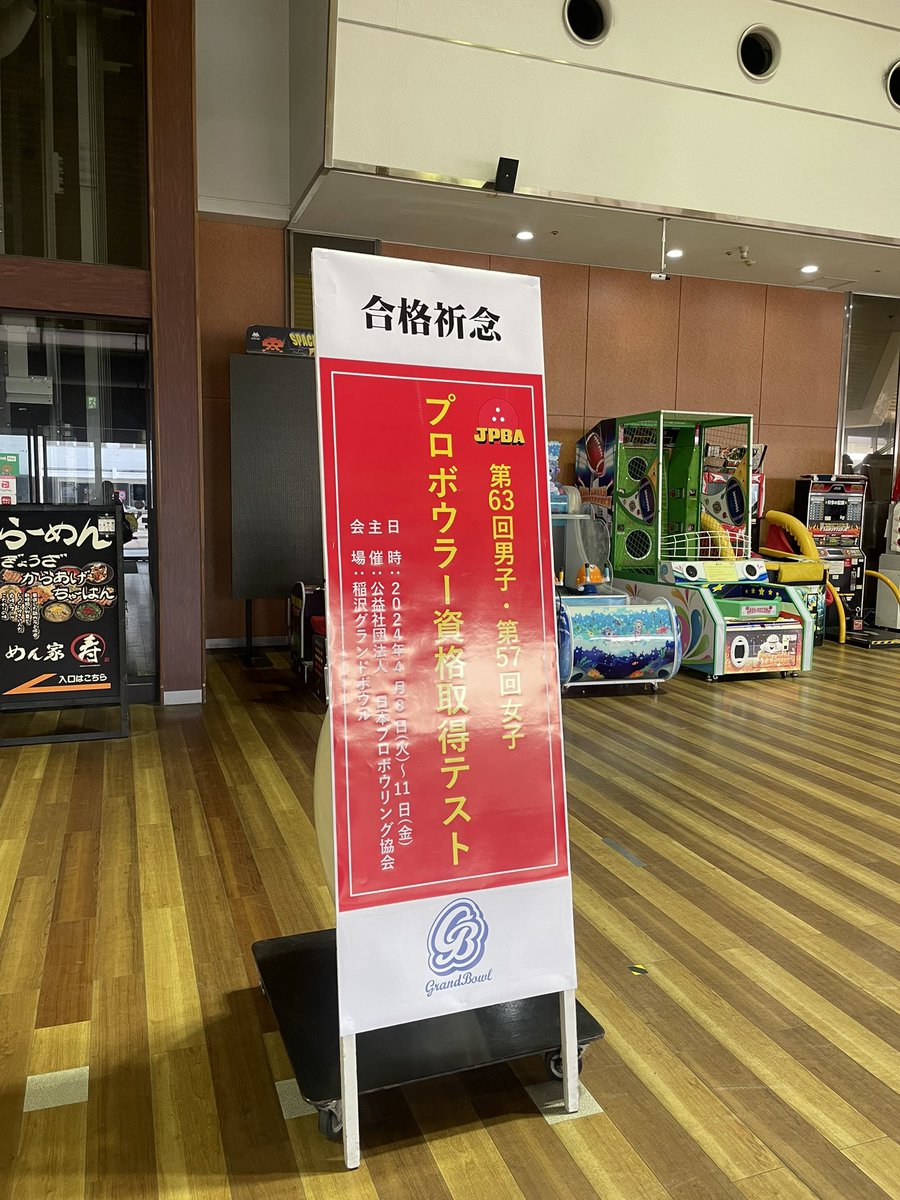 合格祈念
JPBA
第63回男子・第57回女子
プロボウラー資格取得テスト
日時：2024年4月8日(火)～11日(金)
主催：公益社団法人 日本プロボウリング協会
会場：稲沢グランドボウル
GB
GrandBowl
らーめん
ぎょうざ
からあげ
ちゃーはん
めん家 寿
入口はこちら
SPACE